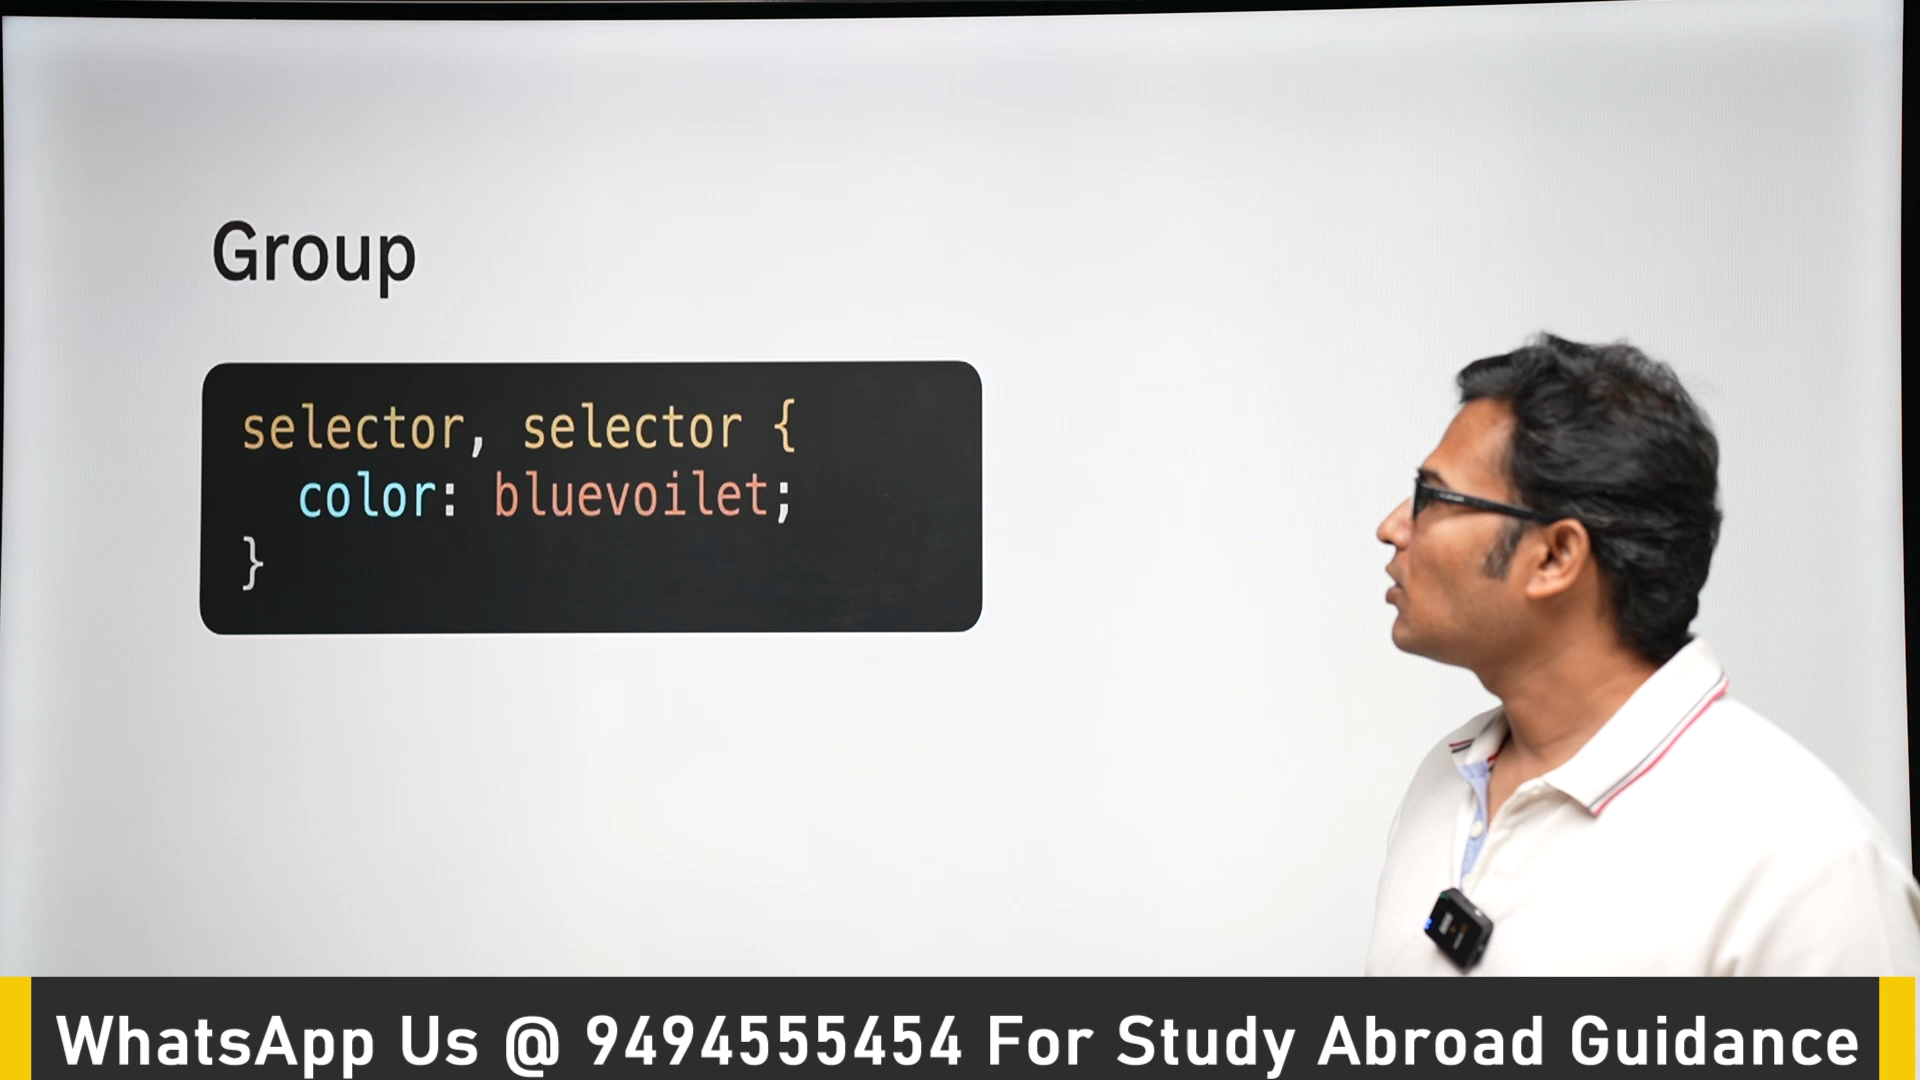 Group
selector, selector {
color: bluevoilet;
}
WhatsApp Us @ 9494555454 For Study Abroad Guidance